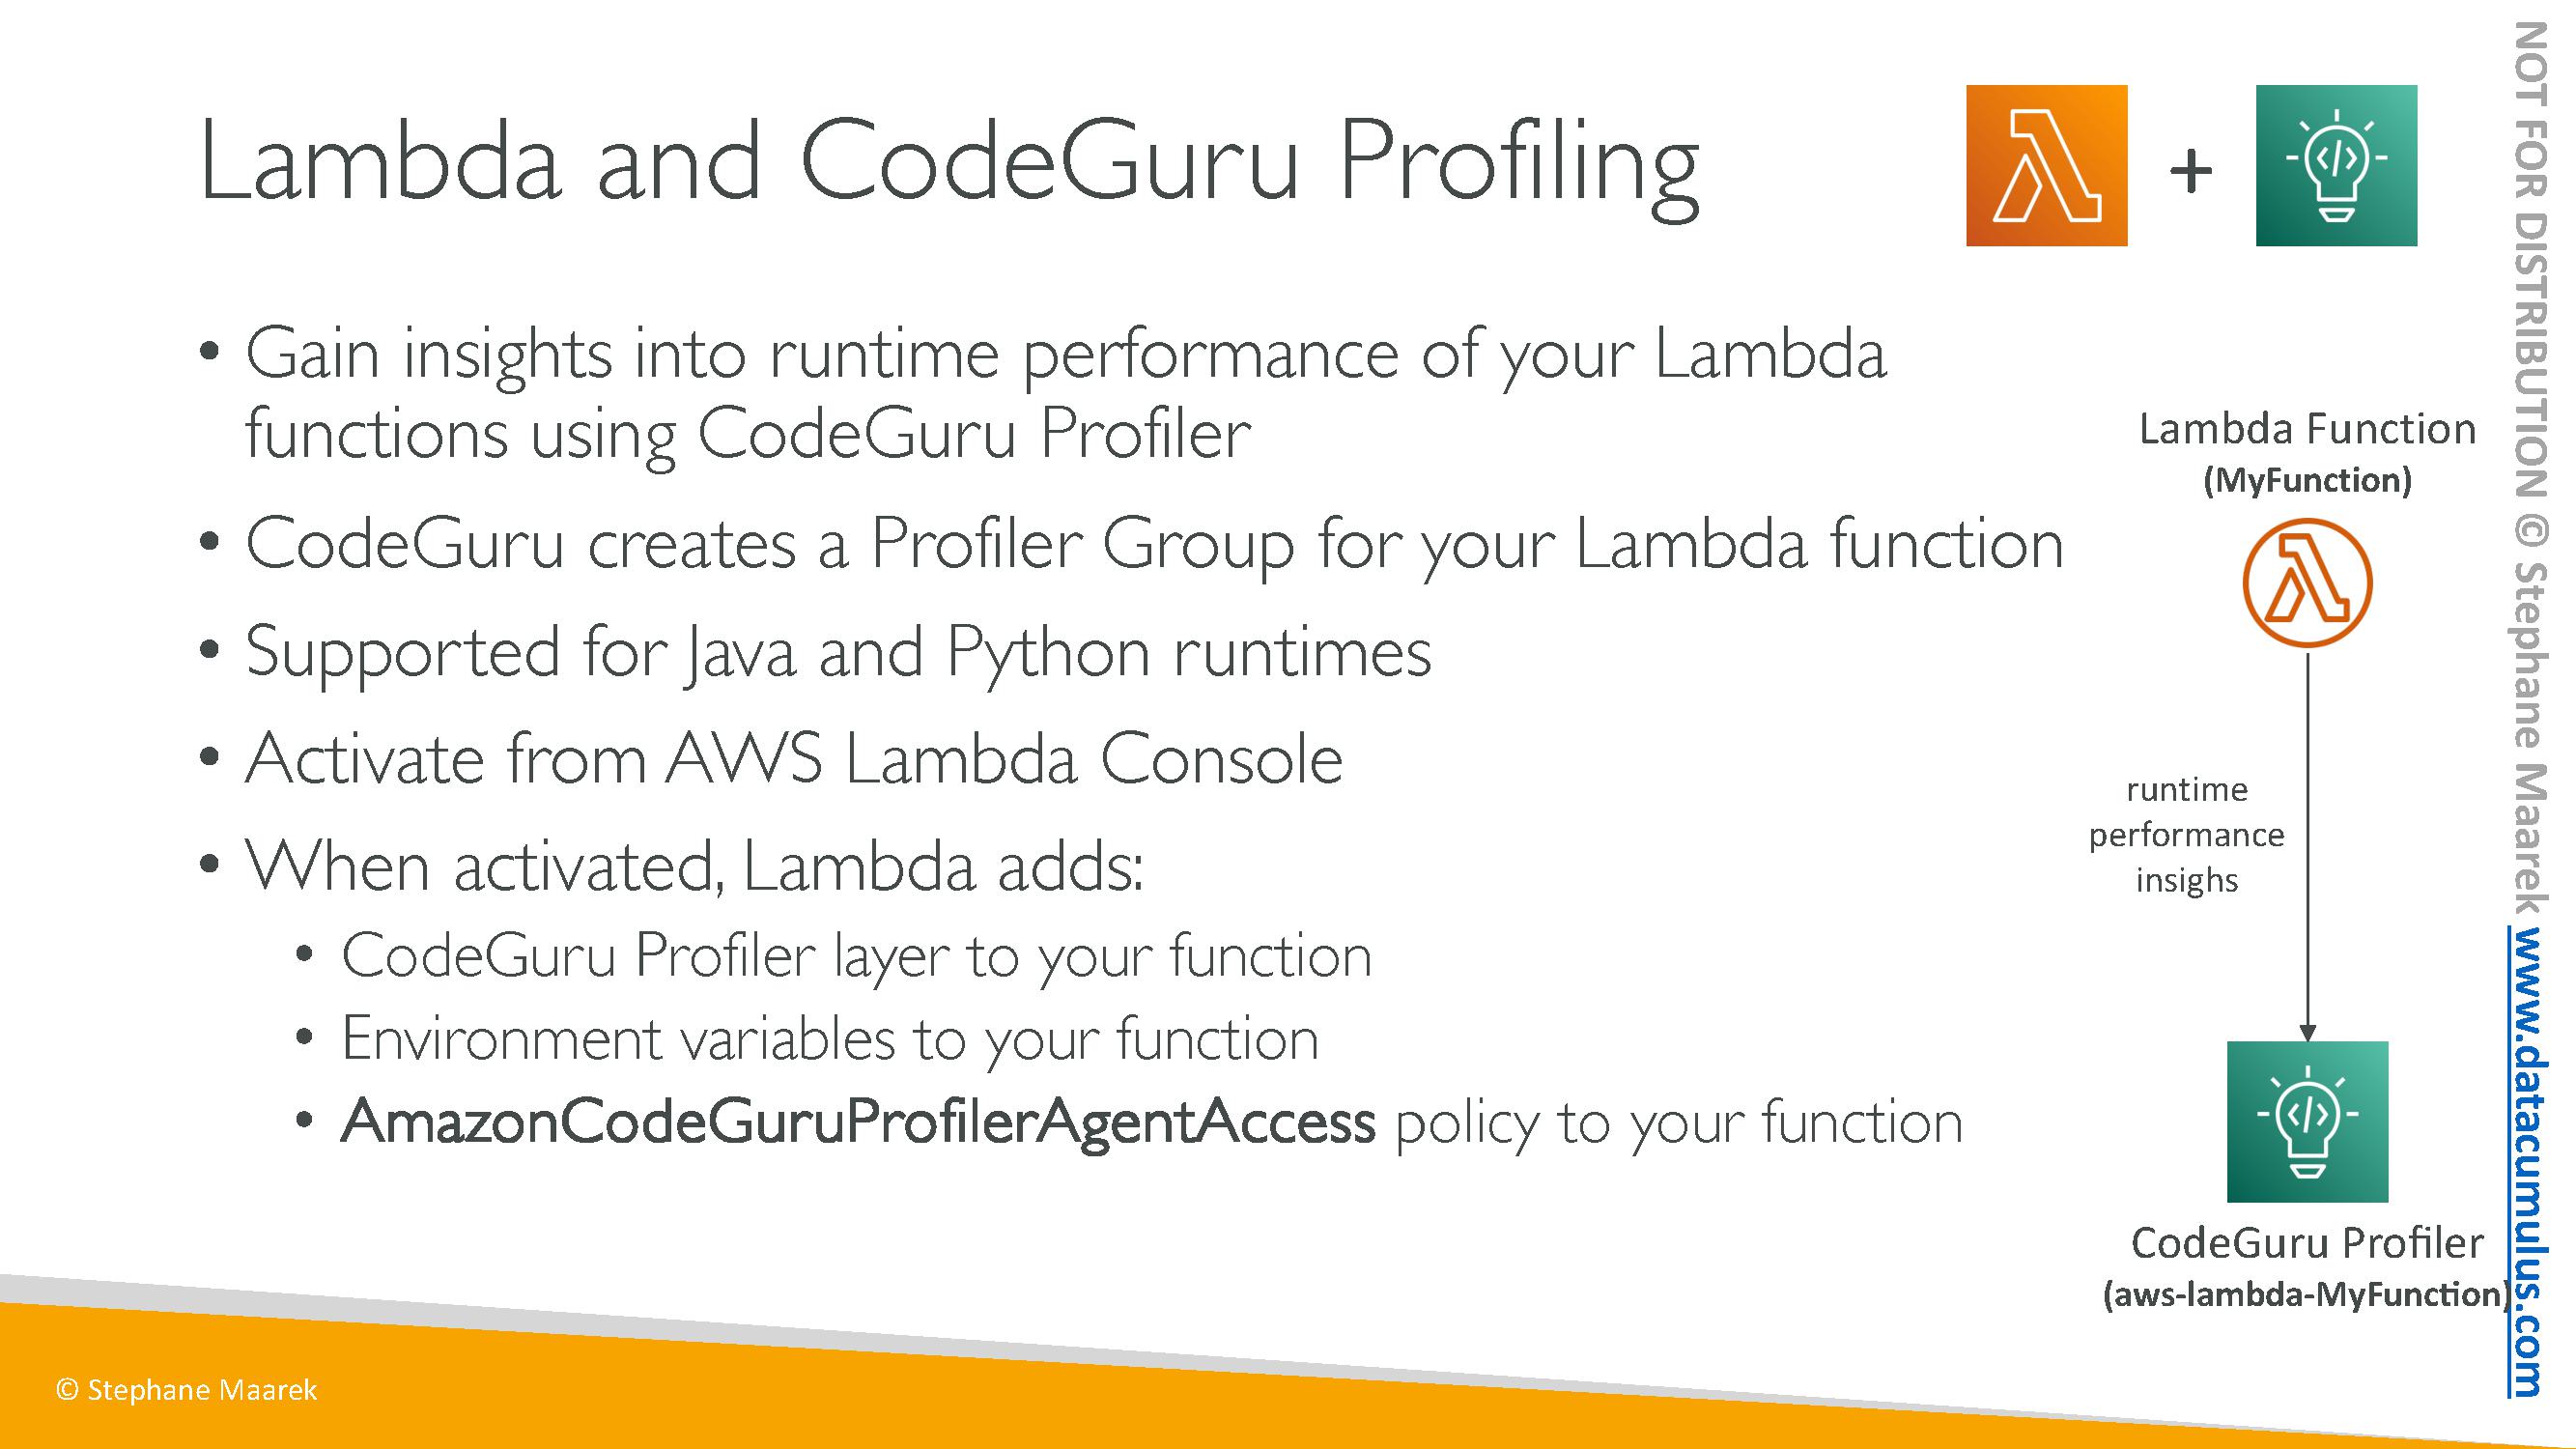 Lambda and CodeGuru Profiling
+
• Gain insights into runtime performance of your Lambda
functions using CodeGuru Profiler
• CodeGuru creates a Profiler Group for your Lambda function
• Supported for Java and Python runtimes
• Activate from AWS Lambda Console
• When activated, Lambda adds:
• CodeGuru Profiler layer to your function
• Environment variables to your function
• AmazonCodeGuruProfilerAgentAccess policy to your function
Lambda Function
(MyFunction)
runtime
performance
insighs
CodeGuru Profiler
(aws-lambda-MyFunction)
© Stephane Maarek
NOT FOR DISTRIBUTION © Stephane Maarek www.datacumulus.com